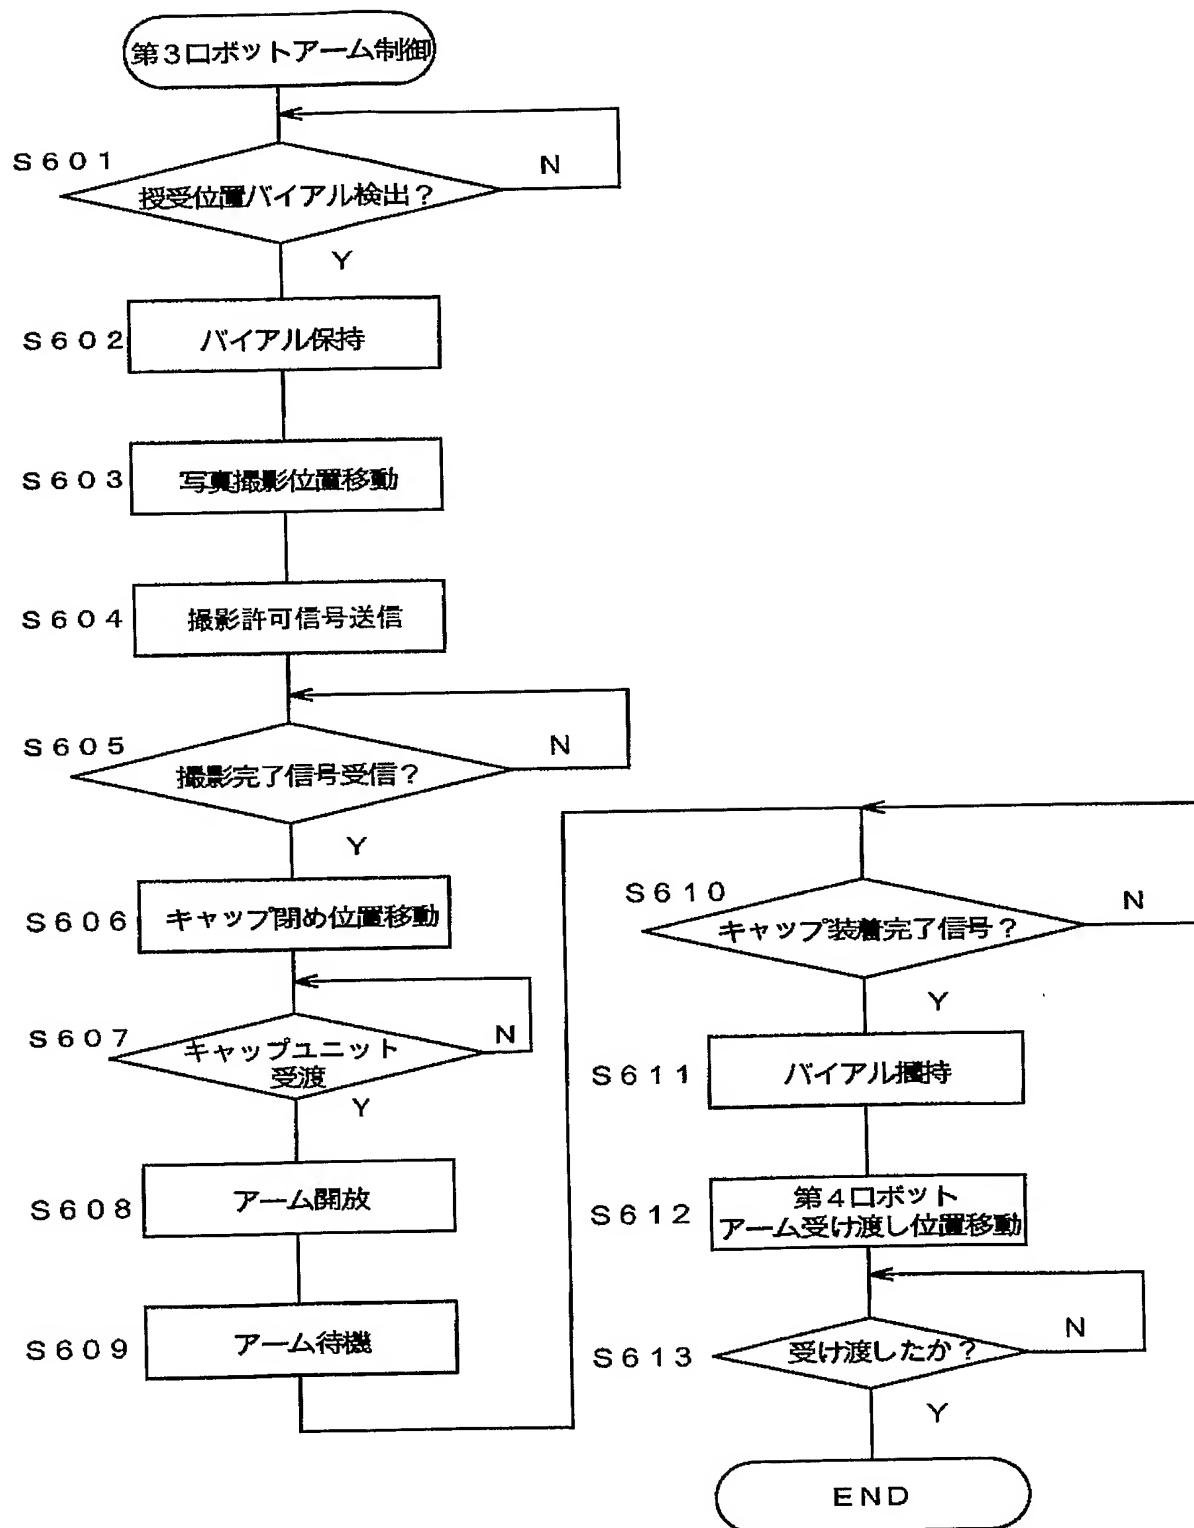 第3ロボットアーム制御
S601
授受位置バイアル検出?
N
Y
S602
バイアル保持
S603
写真撮影位置移動
S604
撮影許可信号送信
S605
撮影完了信号受信?
N
Y
S606
キャップ閉め位置移動
S607
キャップユニット
受渡
N
Y
S608
アーム開放
S609
アーム待機
S610
キャップ装着完了信号?
N
Y
S611
バイアル掴持
S612
第4ロボット
アーム受け渡し位置移動
S613
受け渡したか?
N
Y
END